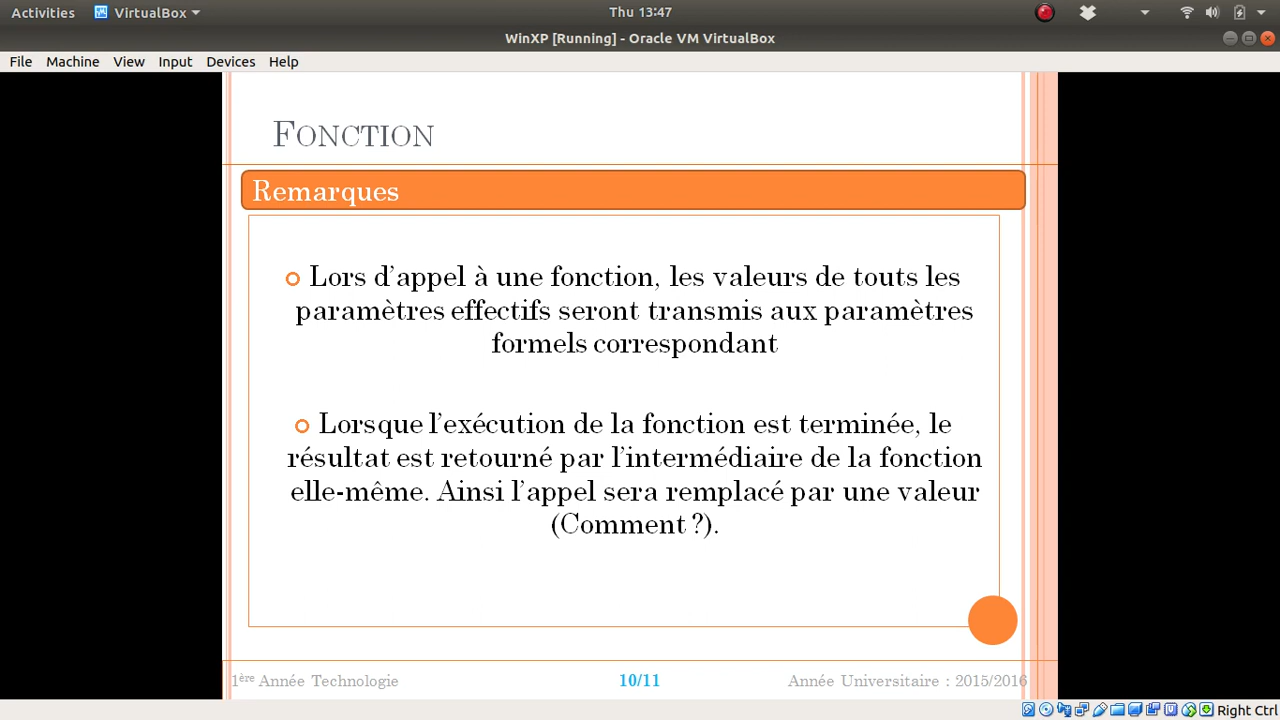 Activities VirtualBox Thu 13:47
WinXP [Running] - Oracle VM VirtualBox
File Machine View Input Devices Help
FONCTION
Remarques
Lors d'appel à une fonction, les valeurs de touts les
paramètres effectifs seront transmis aux paramètres
formels correspondant
Lorsque l'exécution de la fonction est terminée, le
résultat est retourné par l'intermédiaire de la fonction
elle-même. Ainsi l'appel sera remplacé par une valeur
(Comment ?).
1ère Année Technologie 10/11 Année Universitaire : 2015/2016
Right Ctrl